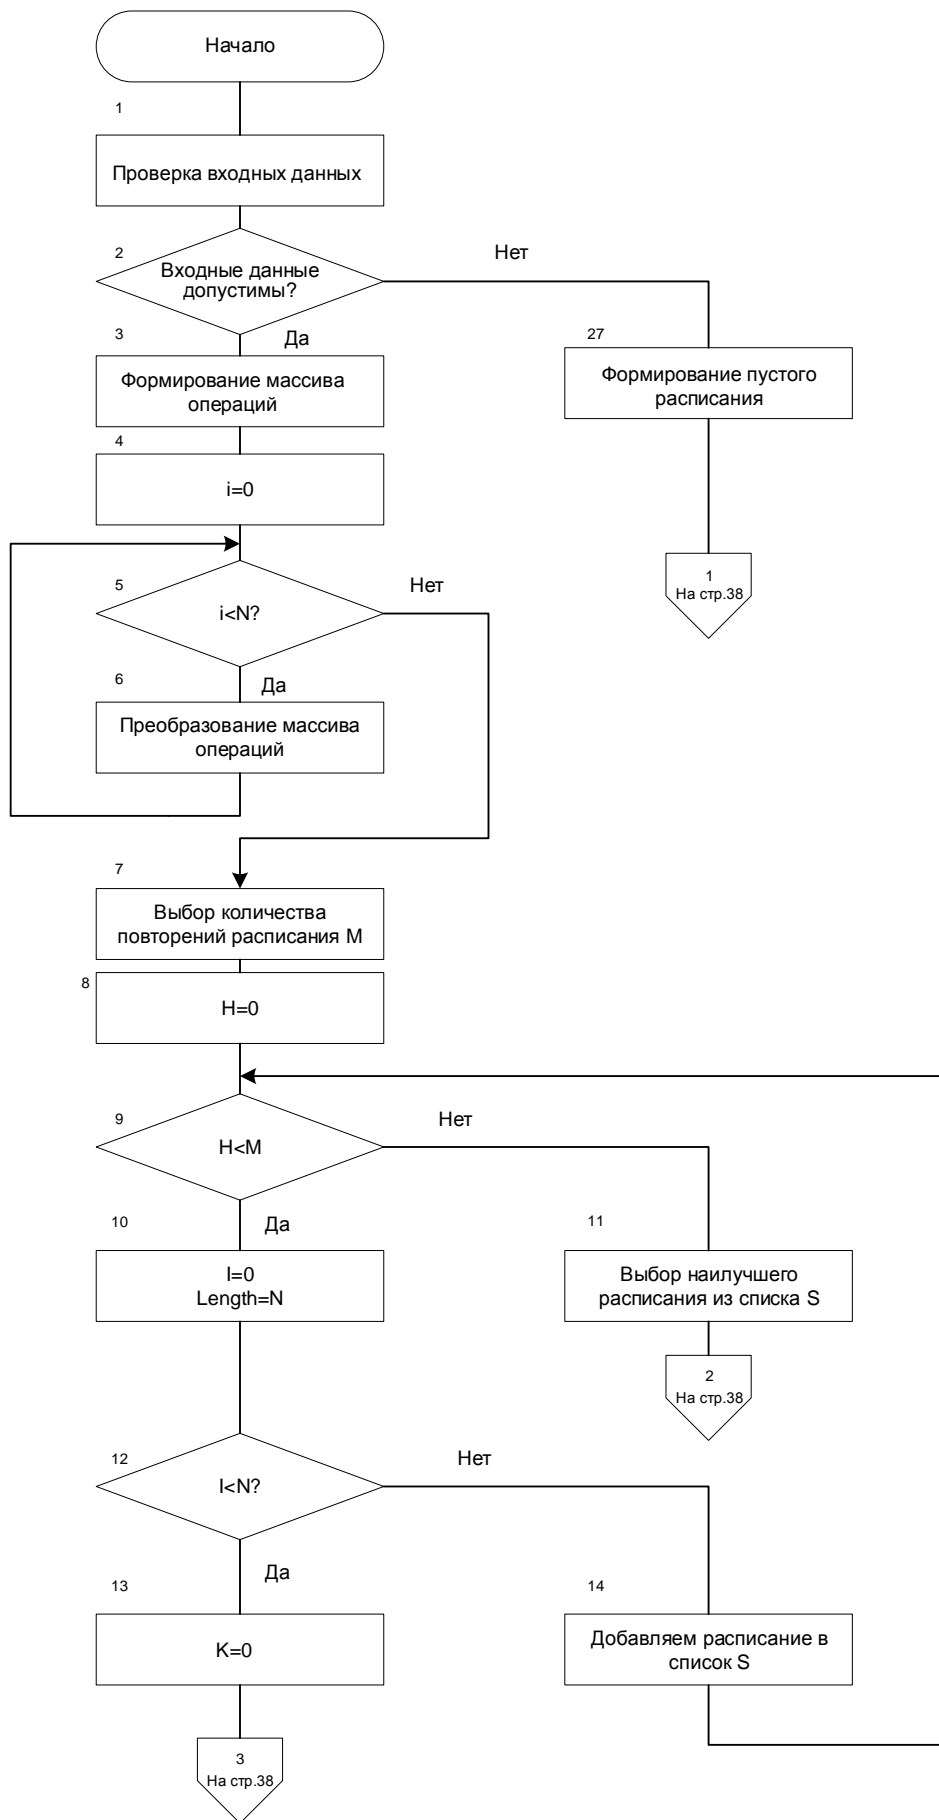 Начало
1
Проверка входных данных
2
Входные данные
допустимы?
Нет
3
Да
27
Формирование массива
операций
Формирование пустого
расписания
4
i=0
5
i<N?
Нет
1
На стр.38
6
Да
Преобразование массива
операций
7
Выбор количества
повторений расписания M
8
H=0
9
H<M
Нет
10
Да
11
I=0
Length=N
Выбор наилучшего
расписания из списка S
2
На стр.38
12
I<N?
Нет
13
Да
14
K=0
Добавляем расписание в
список S
3
На стр.38